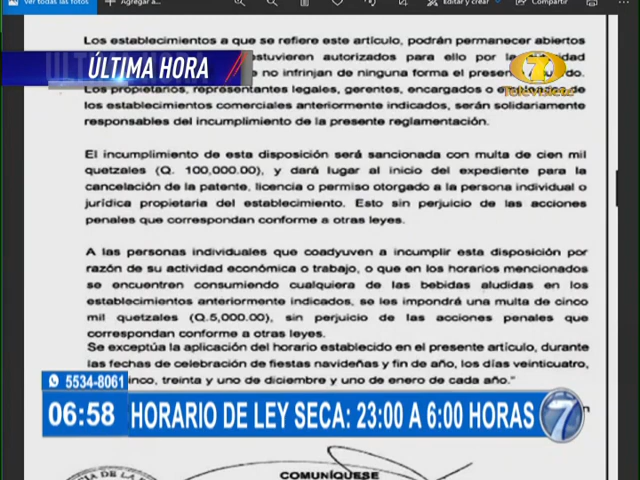 Ver todas las fotos
Agregar a...
Editar y crear
Compartir
Los establecimientos a que se refiere este artículo, podrán permanecer abiertos
estuvieren autorizados para ello por la
ÚLTIMA HORA
7
Televisiete
no infrinjan de ninguna forma el presente
Los propietarios, representantes legales, gerentes, encargados o de
los establecimientos comerciales anteriormente indicados, serán solidariamente
responsables del incumplimiento de la presente reglamentación.
El incumplimiento de esta disposición será sancionada con multa de cien mil
quetzales (Q. 100,000.00), y dará lugar al inicio del expediente para la
cancelación de la patente, licencia o permiso otorgado a la persona individual o
jurídica propietaria del establecimiento. Esto sin perjuicio de las acciones
penales que correspondan conforme a otras leyes.
A las personas individuales que coadyuven a incumplir esta disposición por
razón de su actividad económica o trabajo, o que en los horarios mencionados
se encuentren consumiendo cualquiera de las bebidas aludidas en los
establecimientos anteriormente indicados, se les impondrá una multa de cinco
mil quetzales (Q.5,000.00), sin perjuicio de las acciones penales que
correspondan conforme a otras leyes.
Se exceptúa la aplicación del horario establecido en el presente artículo, durante
las fechas de celebración de fiestas navideñas y fin de año, los días veinticuatro,
treinta y uno de diciembre y uno de enero de cada año."
5534-8061
06:58
HORARIO DE LEY SECA: 23:00 A 6:00 HORAS
7
COMUNÍQUESE